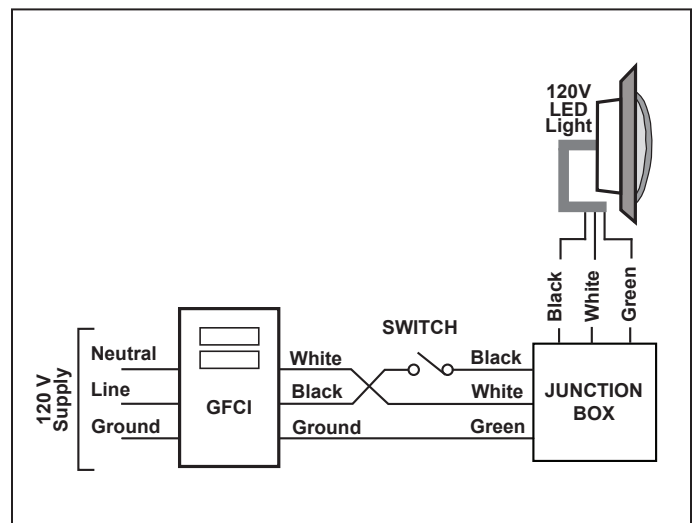 120V
LED
Light
Black
White
Green
SWITCH
120 V
Supply
Neutral
Line
Ground
GFCI
White
Black
Ground
Black
White
Green
JUNCTION
BOX